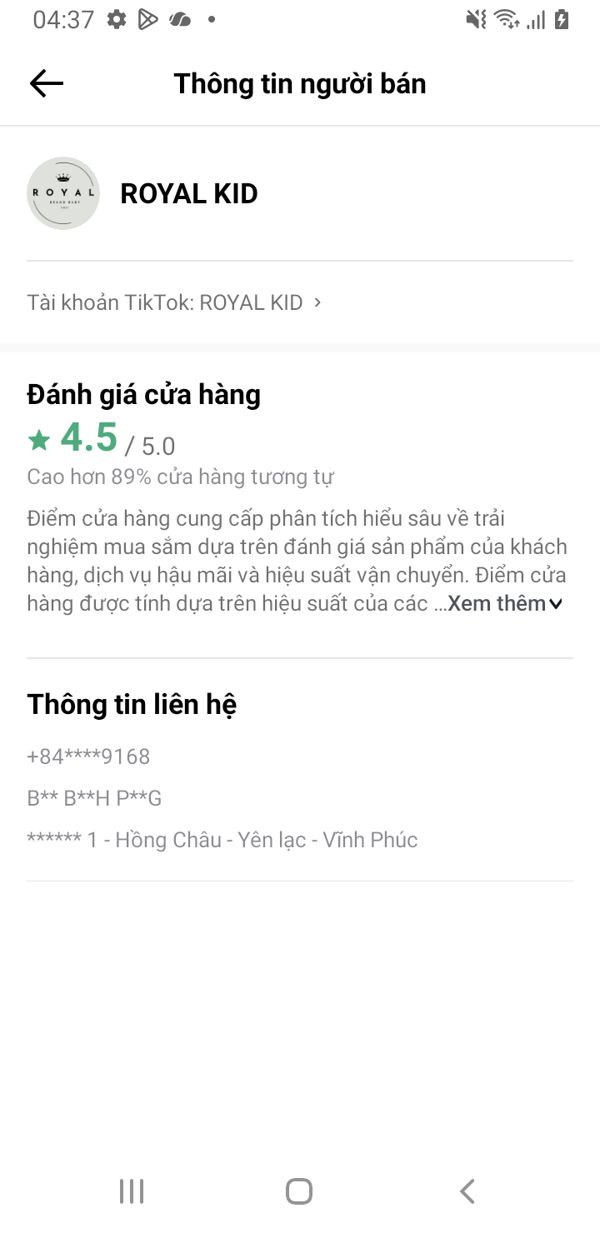 04:37
Thông tin người bán
ROYAL
ROYAL KID
Tài khoản TikTok: ROYAL KID
Đánh giá cửa hàng
4.5 / 5.0
Cao hơn 89% cửa hàng tương tự
Điểm cửa hàng cung cấp phân tích hiểu sâu về trải
nghiệm mua sắm dựa trên đánh giá sản phẩm của khách
hàng, dịch vụ hậu mãi và hiệu suất vận chuyển. Điểm cửa
hàng được tính dựa trên hiệu suất của các ...Xem thêm
Thông tin liên hệ
+84****9168
B** B**H P**G
****** 1 - Hồng Châu - Yên lạc - Vĩnh Phúc